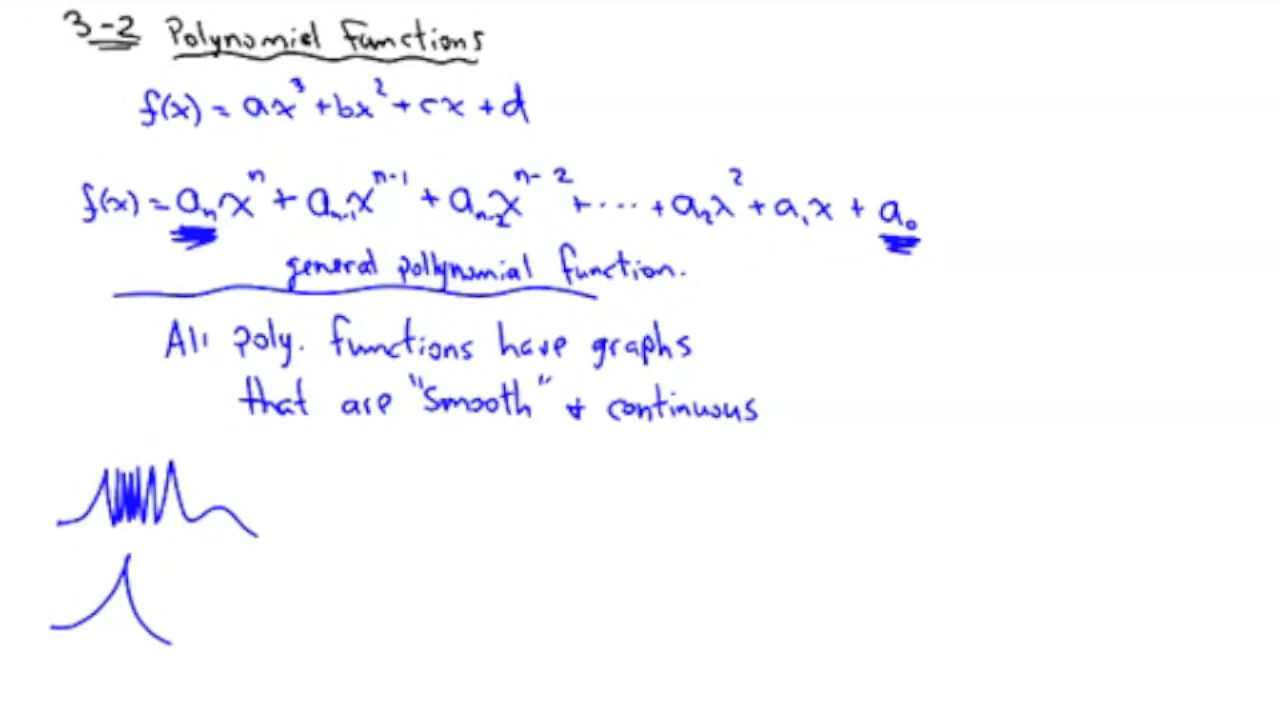 3-2 Polynomial Functions
f(x) = ax³ + bx² + cx + d
f(x) = aₙxⁿ + aₙ₋₁xⁿ⁻¹ + aₙ₋₂xⁿ⁻² + ... + a₂x² + a₁x + a₀
general pollynomial function.
All poly. functions have graphs
that are "smooth" & continuous